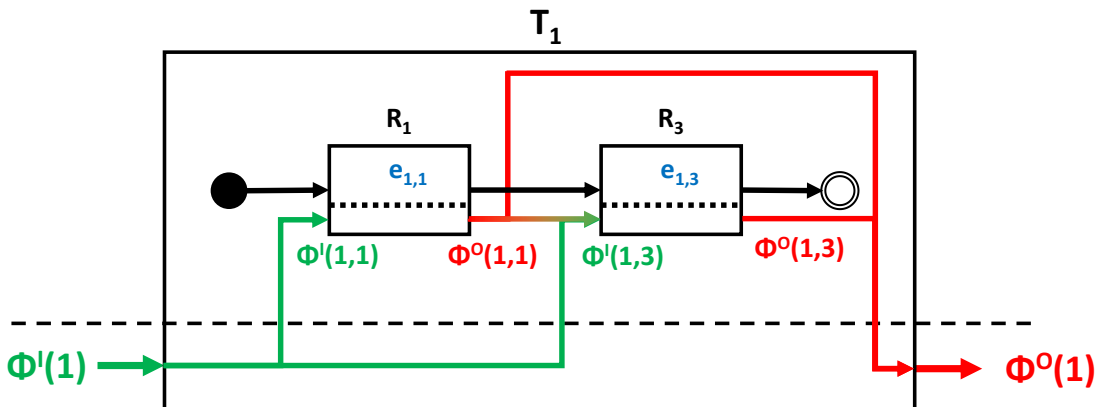 T₁
R₁ R₃
e₁,₁ e₁,₃
Φᴵ(1,1) Φᴼ(1,1) Φᴵ(1,3) Φᴼ(1,3)
Φᴵ(1) Φᴼ(1)